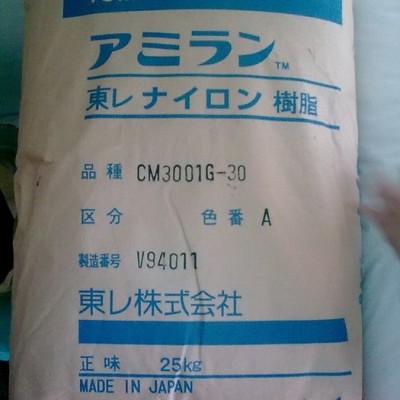 アミラン™
東レ ナイロン 樹脂
品種 CM3001G-30
区分 色番 A
製造番号 V94011
東レ株式会社
正味 25kg
MADE IN JAPAN